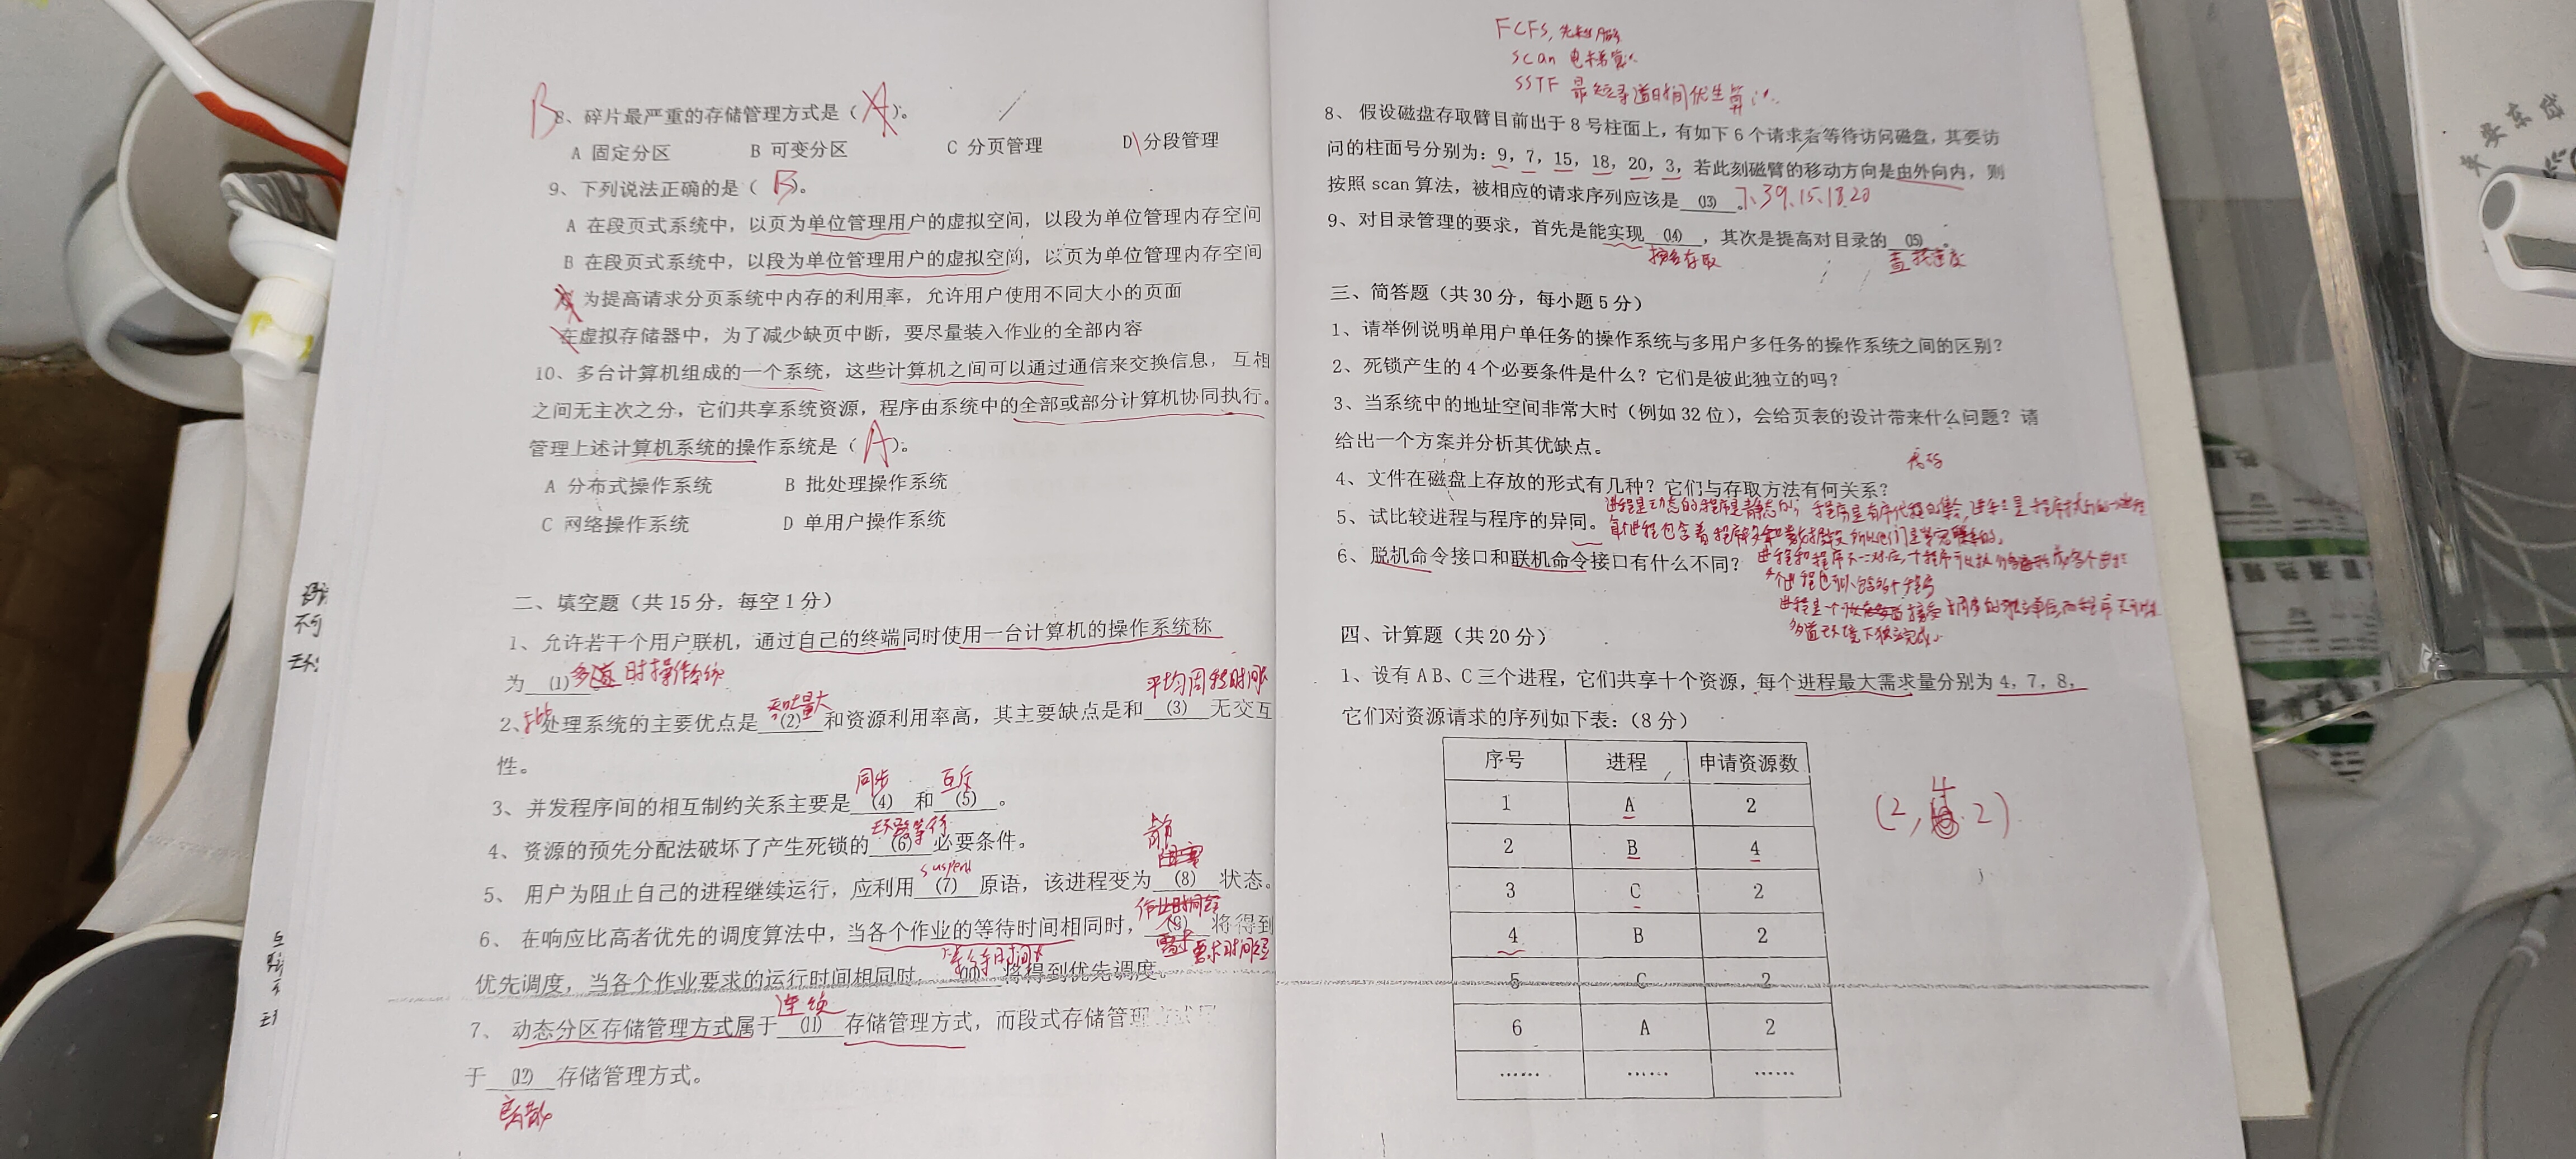 B
8、碎片最严重的存储管理方式是( A )。
A 固定分区 B 可变分区 C 分页管理 D 分段管理
9、下列说法正确的是( B )。
A 在段页式系统中，以页为单位管理用户的虚拟空间，以段为单位管理内存空间
B 在段页式系统中，以段为单位管理用户的虚拟空间，以页为单位管理内存空间
为提高请求分页系统中内存的利用率，允许用户使用不同大小的页面
在虚拟存储器中，为了减少缺页中断，要尽量装入作业的全部内容
10、多台计算机组成的一个系统，这些计算机之间可以通过通信来交换信息，互相
之间无主次之分，它们共享系统资源，程序由系统中的全部或部分计算机协同执行。
管理上述计算机系统的操作系统是( A )。
A 分布式操作系统 B 批处理操作系统
C 网络操作系统 D 单用户操作系统
二、填空题（共15分，每空1分）
1、允许若干个用户联机，通过自己的终端同时使用一台计算机的操作系统称
为 (1) 时操作系统
2、处理系统的主要优点是 (2) 和资源利用率高，其主要缺点是和 (3) 无交互
平均周转时间
性。
同步 互斥
3、并发程序间的相互制约关系主要是 (4) 和 (5) 。
4、资源的预先分配法破坏了产生死锁的 (6) 必要条件。
suspend
5、用户为阻止自己的进程继续运行，应利用 (7) 原语，该进程变为 (8) 状态。
6、在响应比高者优先的调度算法中，当各个作业的等待时间相同时， (9) 将得到
要求时间短
等待时间长
优先调度，当各个作业要求的运行时间相同时， (10) 将得到优先调度。
连续
7、动态分区存储管理方式属于 (11) 存储管理方式，而段式存储管理
于 (12) 存储管理方式。
离散
FCFS,
scan 电梯算
SSTF 最短寻道时间优先算
8、假设磁盘存取臂目前出于8号柱面上，有如下6个请求者等待访问磁盘，其要访
问的柱面号分别为：9，7，15，18，20，3，若此刻磁臂的移动方向是由外向内，则
按照scan算法，被相应的请求序列应该是 (13) 。7、3 9、15、18 20
9、对目录管理的要求，首先是能实现 (14) ，其次是提高对目录的 (15) 。
按名存取 查找速度
三、简答题（共30分，每小题5分）
1、请举例说明单用户单任务的操作系统与多用户多任务的操作系统之间的区别？
2、死锁产生的4个必要条件是什么？它们是彼此独立的吗？
3、当系统中的地址空间非常大时（例如32位），会给页表的设计带来什么问题？请
给出一个方案并分析其优缺点。
4、文件在磁盘上存放的形式有几种？它们与存取方法有何关系？
进程是动态的程序是静态的
5、试比较进程与程序的异同。
6、脱机命令接口和联机命令接口有什么不同？
四、计算题（共20分）
1、设有A B、C三个进程，它们共享十个资源，每个进程最大需求量分别为4，7，8，
它们对资源请求的序列如下表：（8分）
序号 进程 申请资源数
1 A 2
2 B 4
3 C 2
4 B 2
5 C 2
6 A 2
…… …… ……
(2, 4, 2)